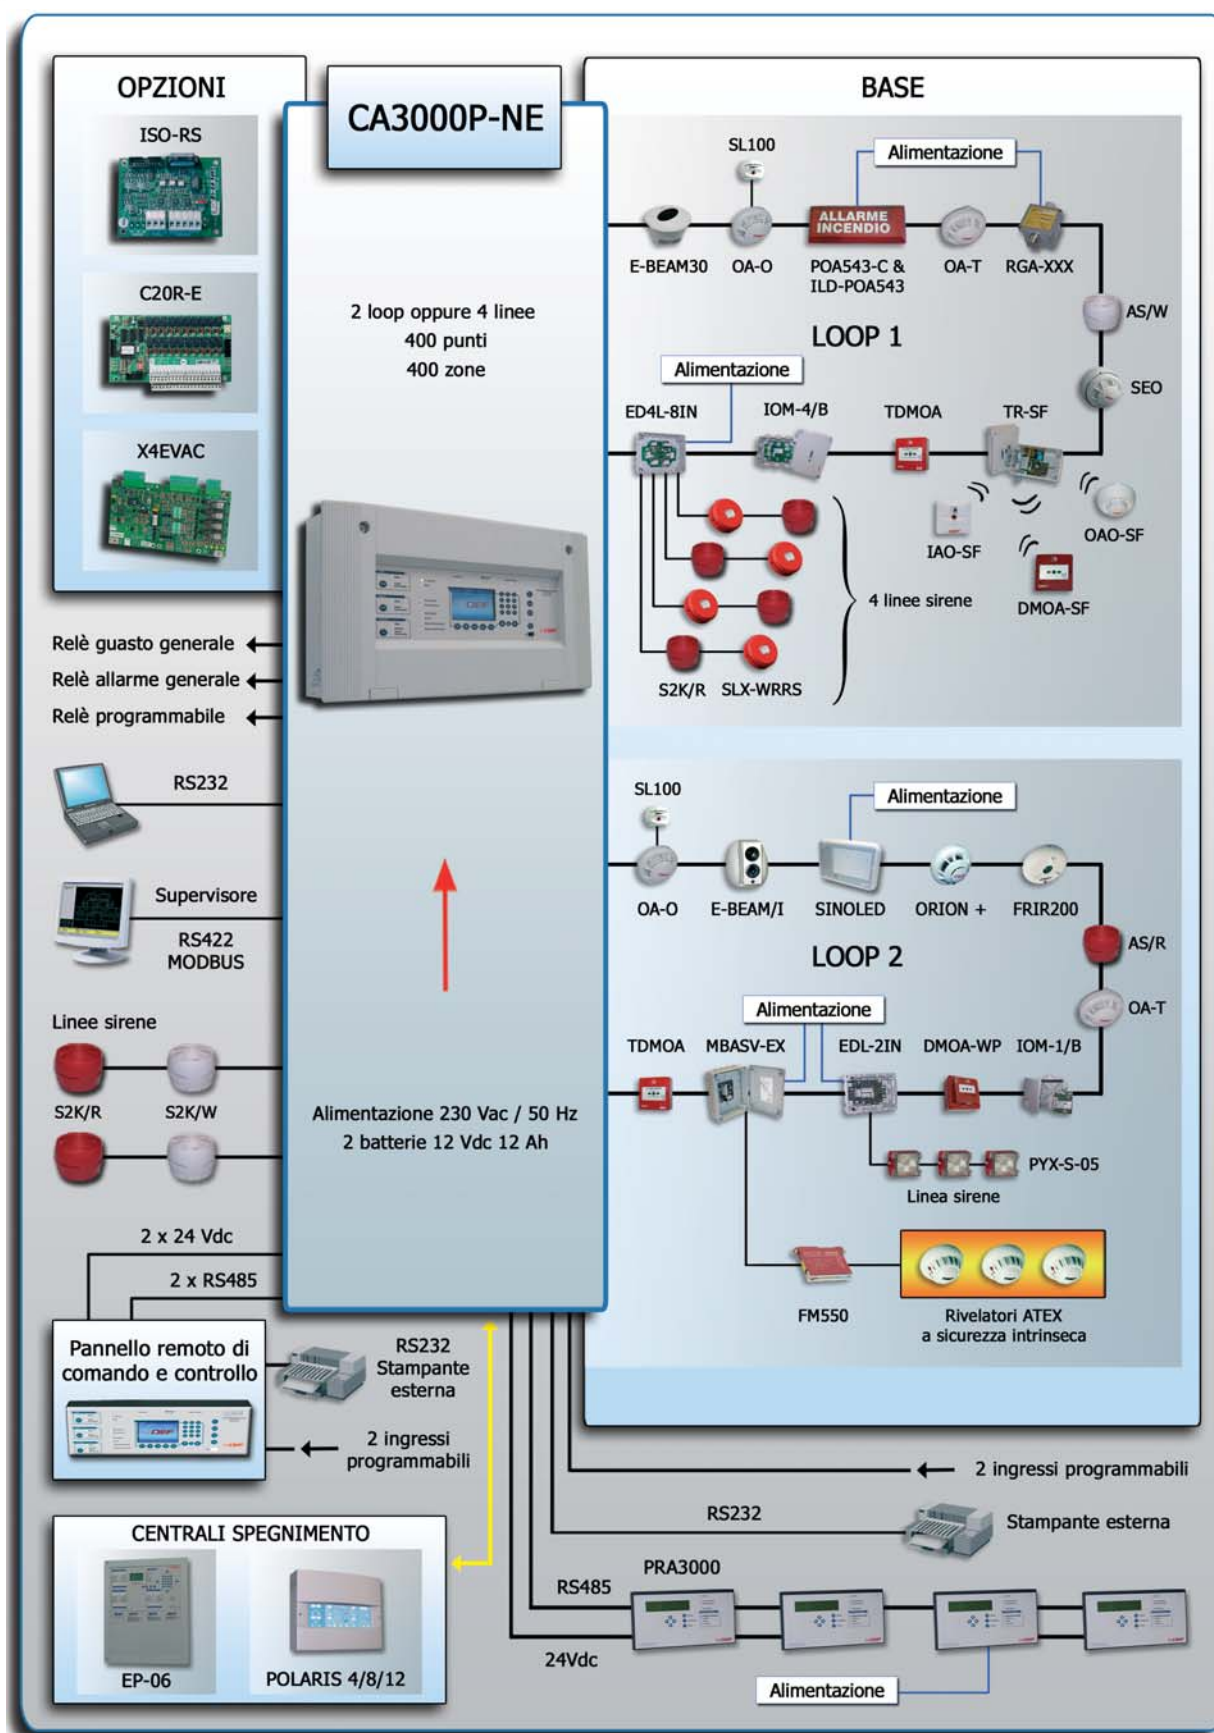 OPZIONI
ISO-RS
C20R-E
X4EVAC
CA3000P-NE
2 loop oppure 4 linee
400 punti
400 zone
Alimentazione 230 Vac / 50 Hz
2 batterie 12 Vdc 12 Ah
BASE
SL100
Alimentazione
ALLARME
INCENDIO
E-BEAM30
OA-O
POA543-C &
ILD-POA543
OA-T
RGA-XXX
AS/W
LOOP 1
Alimentazione
SEO
ED4L-8IN
IOM-4/B
TDMOA
TR-SF
IAO-SF
OAO-SF
DMOA-SF
4 linee sirene
S2K/R
SLX-WRRS
Relè guasto generale
Relè allarme generale
Relè programmabile
RS232
Supervisore
RS422
MODBUS
Linee sirene
S2K/R
S2K/W
2 x 24 Vdc
2 x RS485
SL100
Alimentazione
OA-O
E-BEAM/I
SINOLED
ORION +
FRIR200
AS/R
LOOP 2
OA-T
Alimentazione
TDMOA
MBASV-EX
EDL-2IN
DMOA-WP
IOM-1/B
PYX-S-05
Linea sirene
FM550
Rivelatori ATEX
a sicurezza intrinseca
Pannello remoto di
comando e controllo
RS232
Stampante
esterna
2 ingressi
programmabili
2 ingressi programmabili
RS232
Stampante esterna
CENTRALI SPEGNIMENTO
EP-06
POLARIS 4/8/12
PRA3000
RS485
24Vdc
Alimentazione